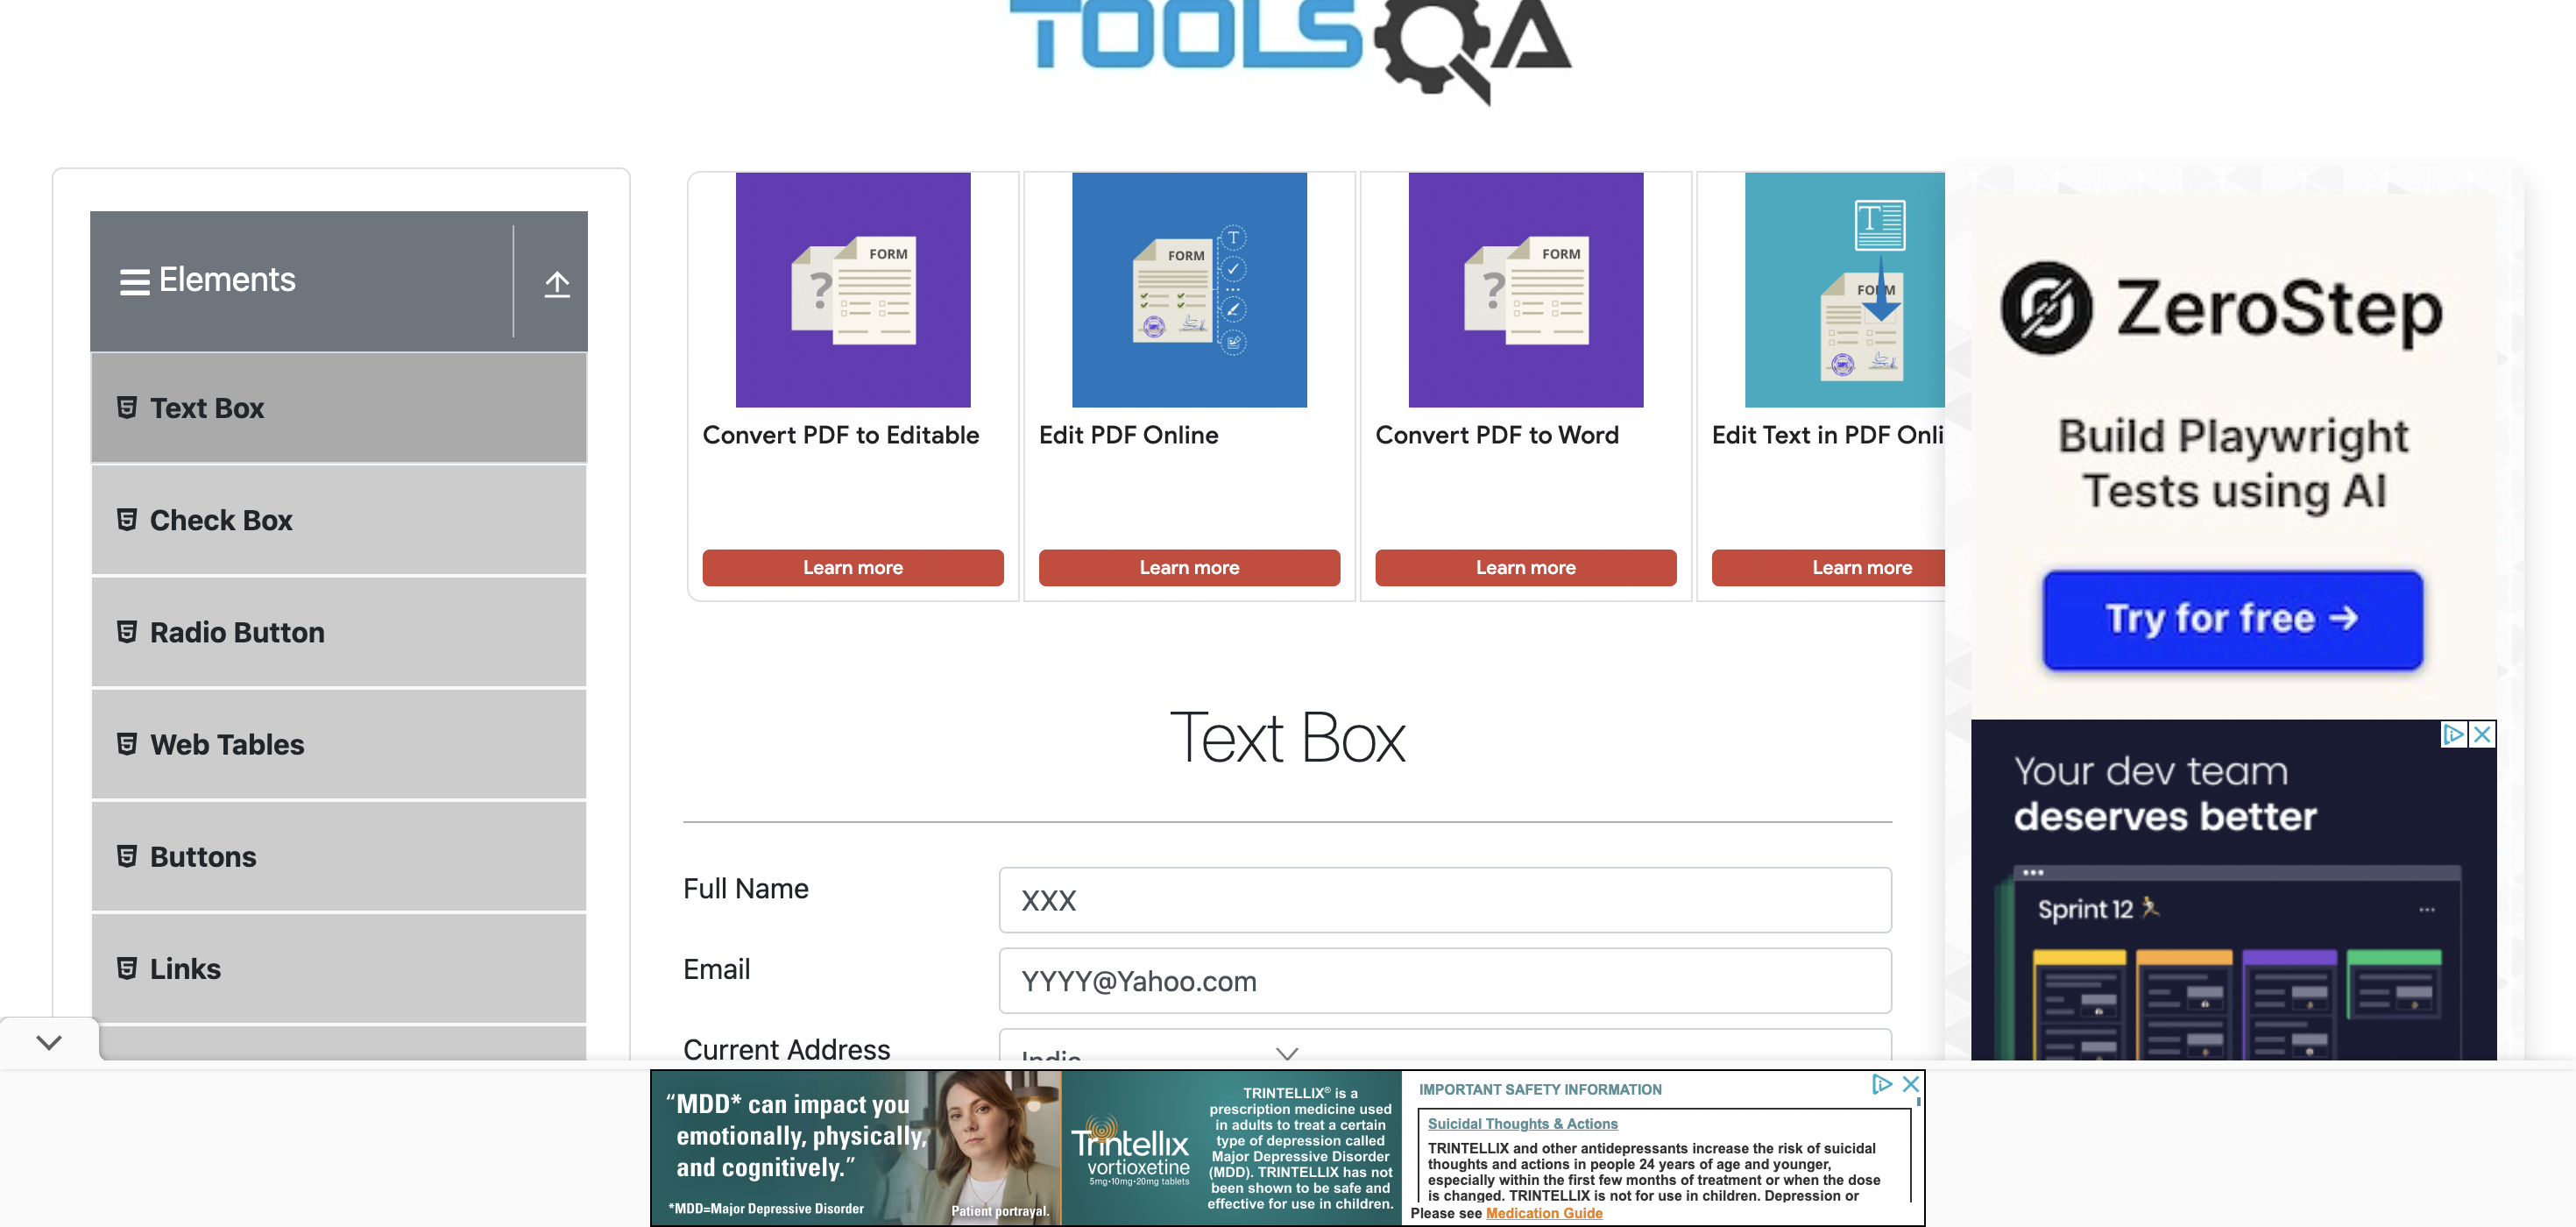 TOOLSQA
Elements
Text Box
Check Box
Radio Button
Web Tables
Buttons
Links
FORM
?
Convert PDF to Editable
Learn more
FORM
T
Edit PDF Online
Learn more
FORM
?
Convert PDF to Word
Learn more
T
FORM
Edit Text in PDF Onli
Learn more
Text Box
Full Name
XXX
Email
YYYY@Yahoo.com
Current Address
India
ZeroStep
Build Playwright
Tests using AI
Try for free →
Your dev team
deserves better
Sprint 12
“MDD* can impact you
emotionally, physically,
and cognitively.”
*MDD=Major Depressive Disorder
Patient portrayal.
Trintellix
vortioxetine
5mg•10mg•20mg tablets
TRINTELLIX® is a
prescription medicine used
in adults to treat a certain
type of depression called
Major Depressive Disorder
(MDD). TRINTELLIX has not
been shown to be safe and
effective for use in children.
IMPORTANT SAFETY INFORMATION
Suicidal Thoughts & Actions
TRINTELLIX and other antidepressants increase the risk of suicidal
thoughts and actions in people 24 years of age and younger,
especially within the first few months of treatment or when the dose
is changed. TRINTELLIX is not for use in children. Depression or
Please see Medication Guide